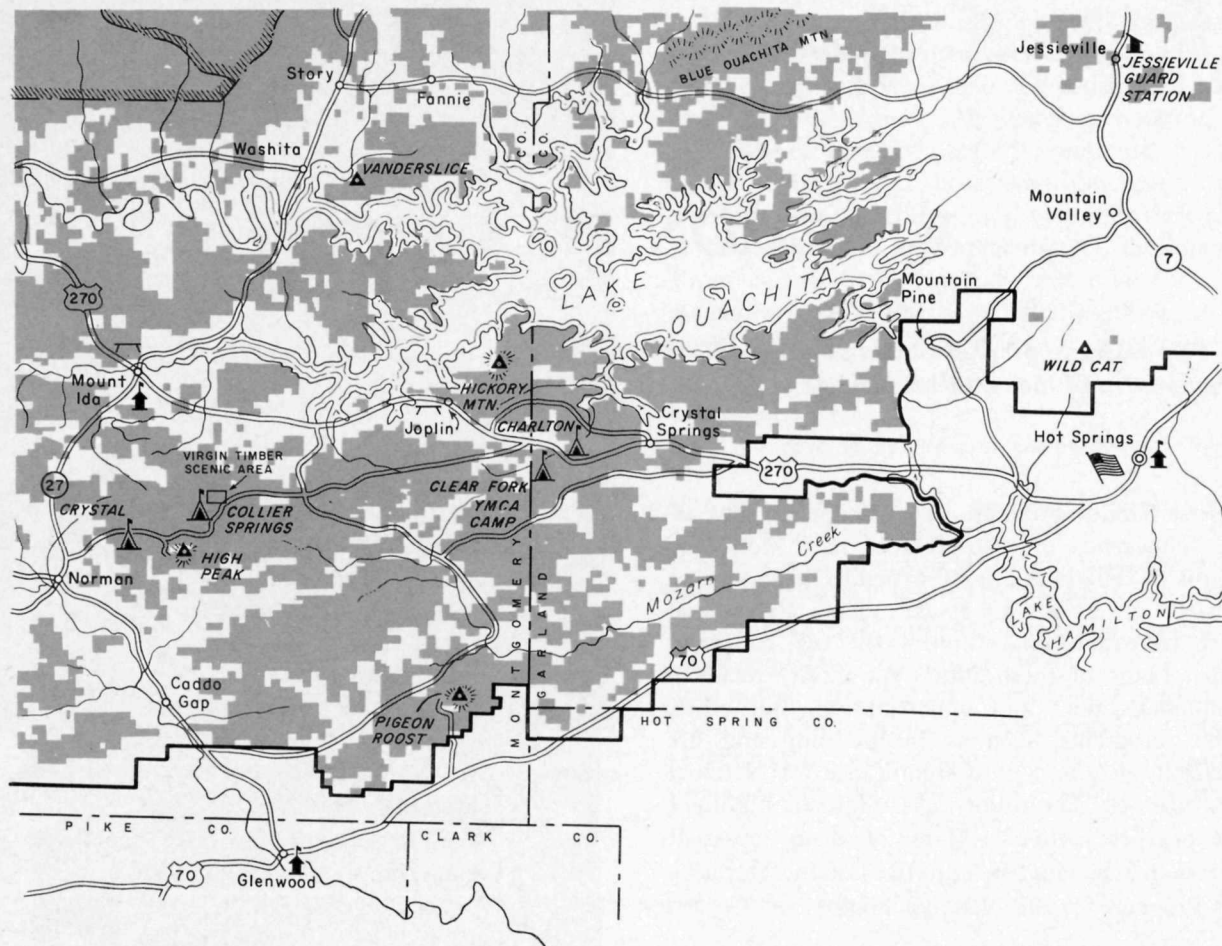 BLUE OUACHITA MTN
Jessieville
JESSIEVILLE
GUARD
STATION
Story
Fannie
CO.
CO.
Washita
VANDERSLICE
Mountain
Valley
7
LAKE
OUACHITA
270
Mountain
Pine
WILD CAT
Mount
Ida
HICKORY
MTN.
Joplin
CHARLTON
Crystal
Springs
Hot Springs
VIRGIN TIMBER
SCENIC AREA
27
270
CLEAR FORK
YMCA
CAMP
CRYSTAL
COLLIER
SPRINGS
HIGH
PEAK
Norman
Mozarn Creek
MONTGOMERY
GARLAND
LAKE
HAMILTON
70
Caddo
Gap
PIGEON
ROOST
HOT SPRING CO.
PIKE CO.
CLARK CO.
70
Glenwood